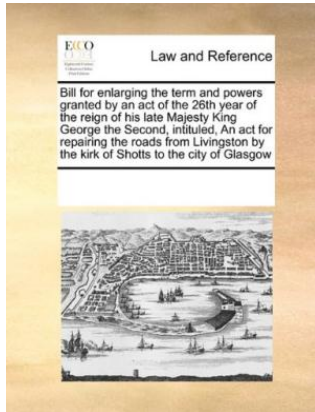 ECCO
Law and Reference
Bill for enlarging the term and powers
granted by an act of the 26th year of
the reign of his late Majesty King
George the Second, intituled, An act for
repairing the roads from Livingston by
the kirk of Shotts to the city of Glasgow